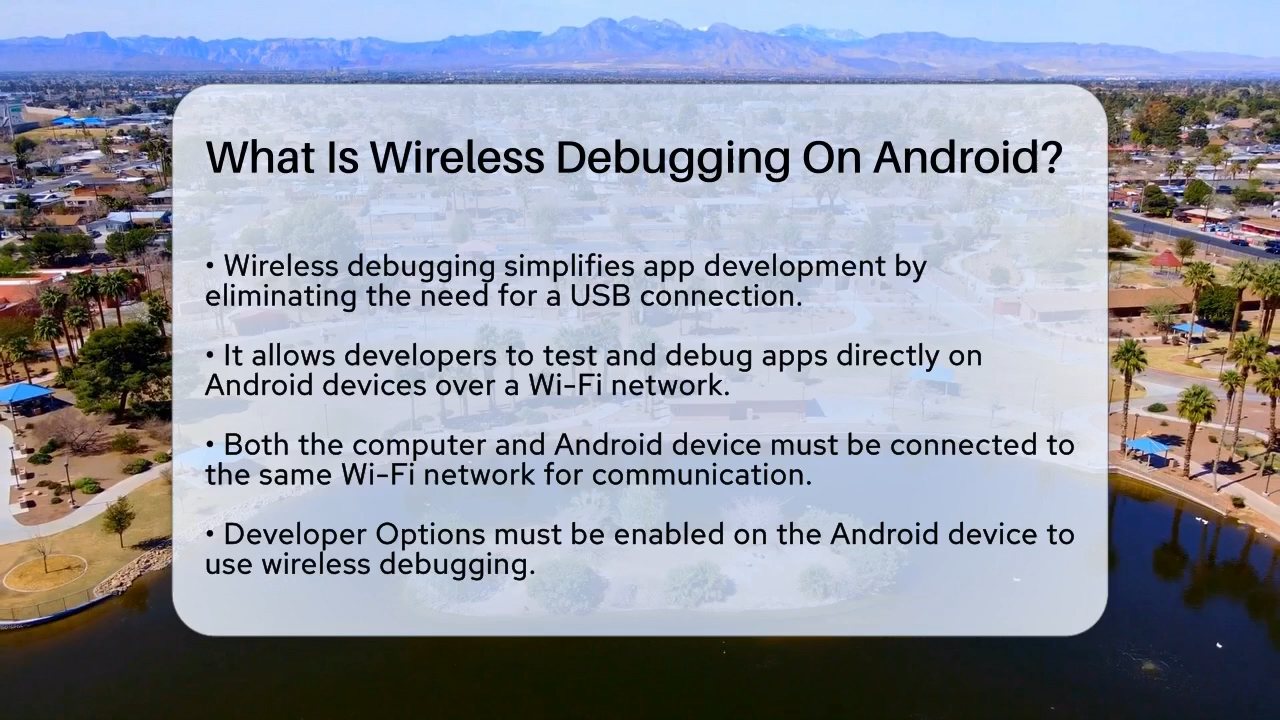 What Is Wireless Debugging On Android?
• Wireless debugging simplifies app development by
eliminating the need for a USB connection.
• It allows developers to test and debug apps directly on
Android devices over a Wi-Fi network.
• Both the computer and Android device must be connected to
the same Wi-Fi network for communication.
• Developer Options must be enabled on the Android device to
use wireless debugging.